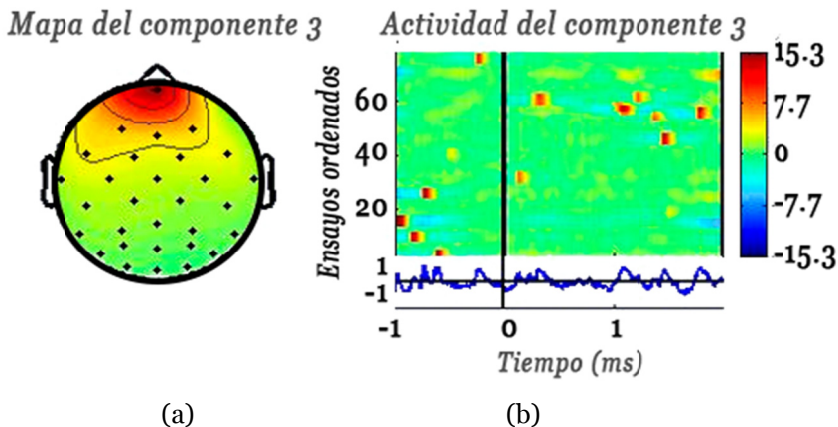 Mapa del componente 3
Actividad del componente 3
Ensayos ordenados
60
40
20
1
-1
-1 0 1
Tiempo (ms)
15.3
7.7
0
-7.7
-15.3
(a) (b)